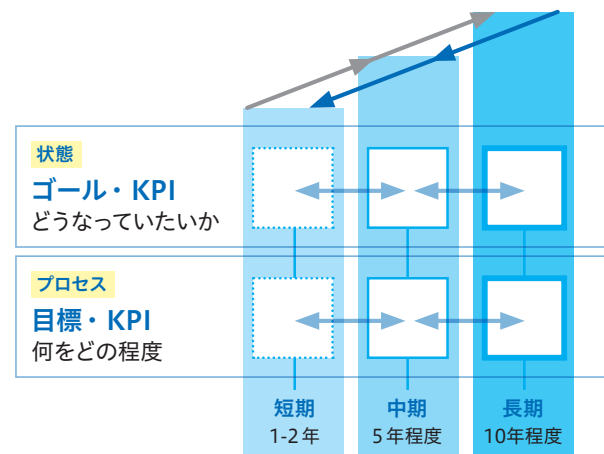 状態
ゴール・KPI
どうなっていたいか
プロセス
目標・KPI
何をどの程度
短期
1-2年
中期
5年程度
長期
10年程度